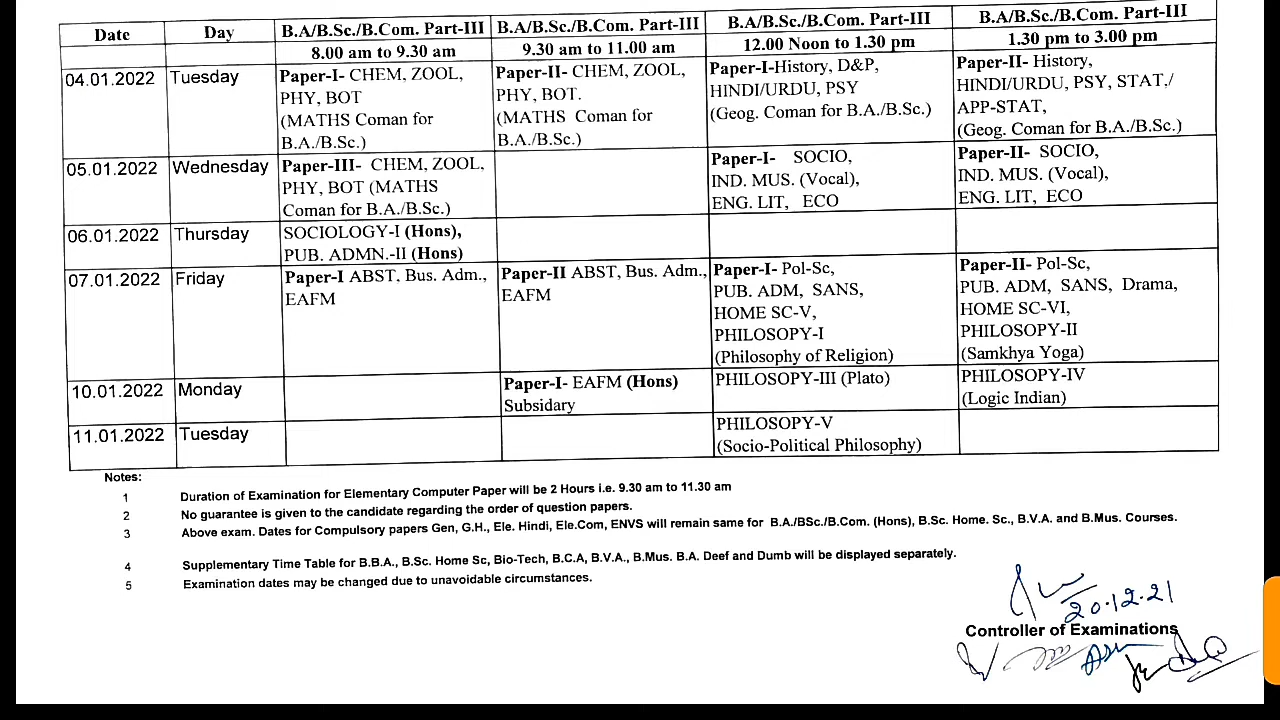 Date Day B.A/B.Sc./B.Com. Part-III B.A/B.Sc./B.Com. Part-III B.A/B.Sc./B.Com. Part-III B.A/B.Sc./B.Com. Part-III
8.00 am to 9.30 am 9.30 am to 11.00 am 12.00 Noon to 1.30 pm 1.30 pm to 3.00 pm
04.01.2022 Tuesday
Paper-I- CHEM, ZOOL,
PHY, BOT
(MATHS Coman for
B.A./B.Sc.)
Paper-II- CHEM, ZOOL,
PHY, BOT.
(MATHS Coman for
B.A./B.Sc.)
Paper-I-History, D&P,
HINDI/URDU, PSY
(Geog. Coman for B.A./B.Sc.)
Paper-II- History,
HINDI/URDU, PSY, STAT./
APP-STAT,
(Geog. Coman for B.A./B.Sc.)
05.01.2022 Wednesday
Paper-III- CHEM, ZOOL,
PHY, BOT (MATHS
Coman for B.A./B.Sc.)
Paper-I- SOCIO,
IND. MUS. (Vocal),
ENG. LIT, ECO
Paper-II- SOCIO,
IND. MUS. (Vocal),
ENG. LIT, ECO
06.01.2022 Thursday
SOCIOLOGY-I (Hons),
PUB. ADMN.-II (Hons)
07.01.2022 Friday
Paper-I ABST, Bus. Adm.,
EAFM
Paper-II ABST, Bus. Adm.,
EAFM
Paper-I- Pol-Sc,
PUB. ADM, SANS,
HOME SC-V,
PHILOSOPY-I
(Philosophy of Religion)
Paper-II- Pol-Sc,
PUB. ADM, SANS, Drama,
HOME SC-VI,
PHILOSOPY-II
(Samkhya Yoga)
10.01.2022 Monday
Paper-I- EAFM (Hons)
Subsidary
PHILOSOPY-III (Plato)
PHILOSOPY-IV
(Logic Indian)
11.01.2022 Tuesday
PHILOSOPY-V
(Socio-Political Philosophy)
Notes:
1 Duration of Examination for Elementary Computer Paper will be 2 Hours i.e. 9.30 am to 11.30 am
2 No guarantee is given to the candidate regarding the order of question papers.
3 Above exam. Dates for Compulsory papers Gen, G.H., Ele. Hindi, Ele.Com, ENVS will remain same for B.A./BSc./B.Com. (Hons), B.Sc. Home. Sc., B.V.A. and B.Mus. Courses.
4 Supplementary Time Table for B.B.A., B.Sc. Home Sc, Bio-Tech, B.C.A, B.V.A., B.Mus. B.A. Deef and Dumb will be displayed separately.
5 Examination dates may be changed due to unavoidable circumstances.
20.12.21
Controller of Examinations